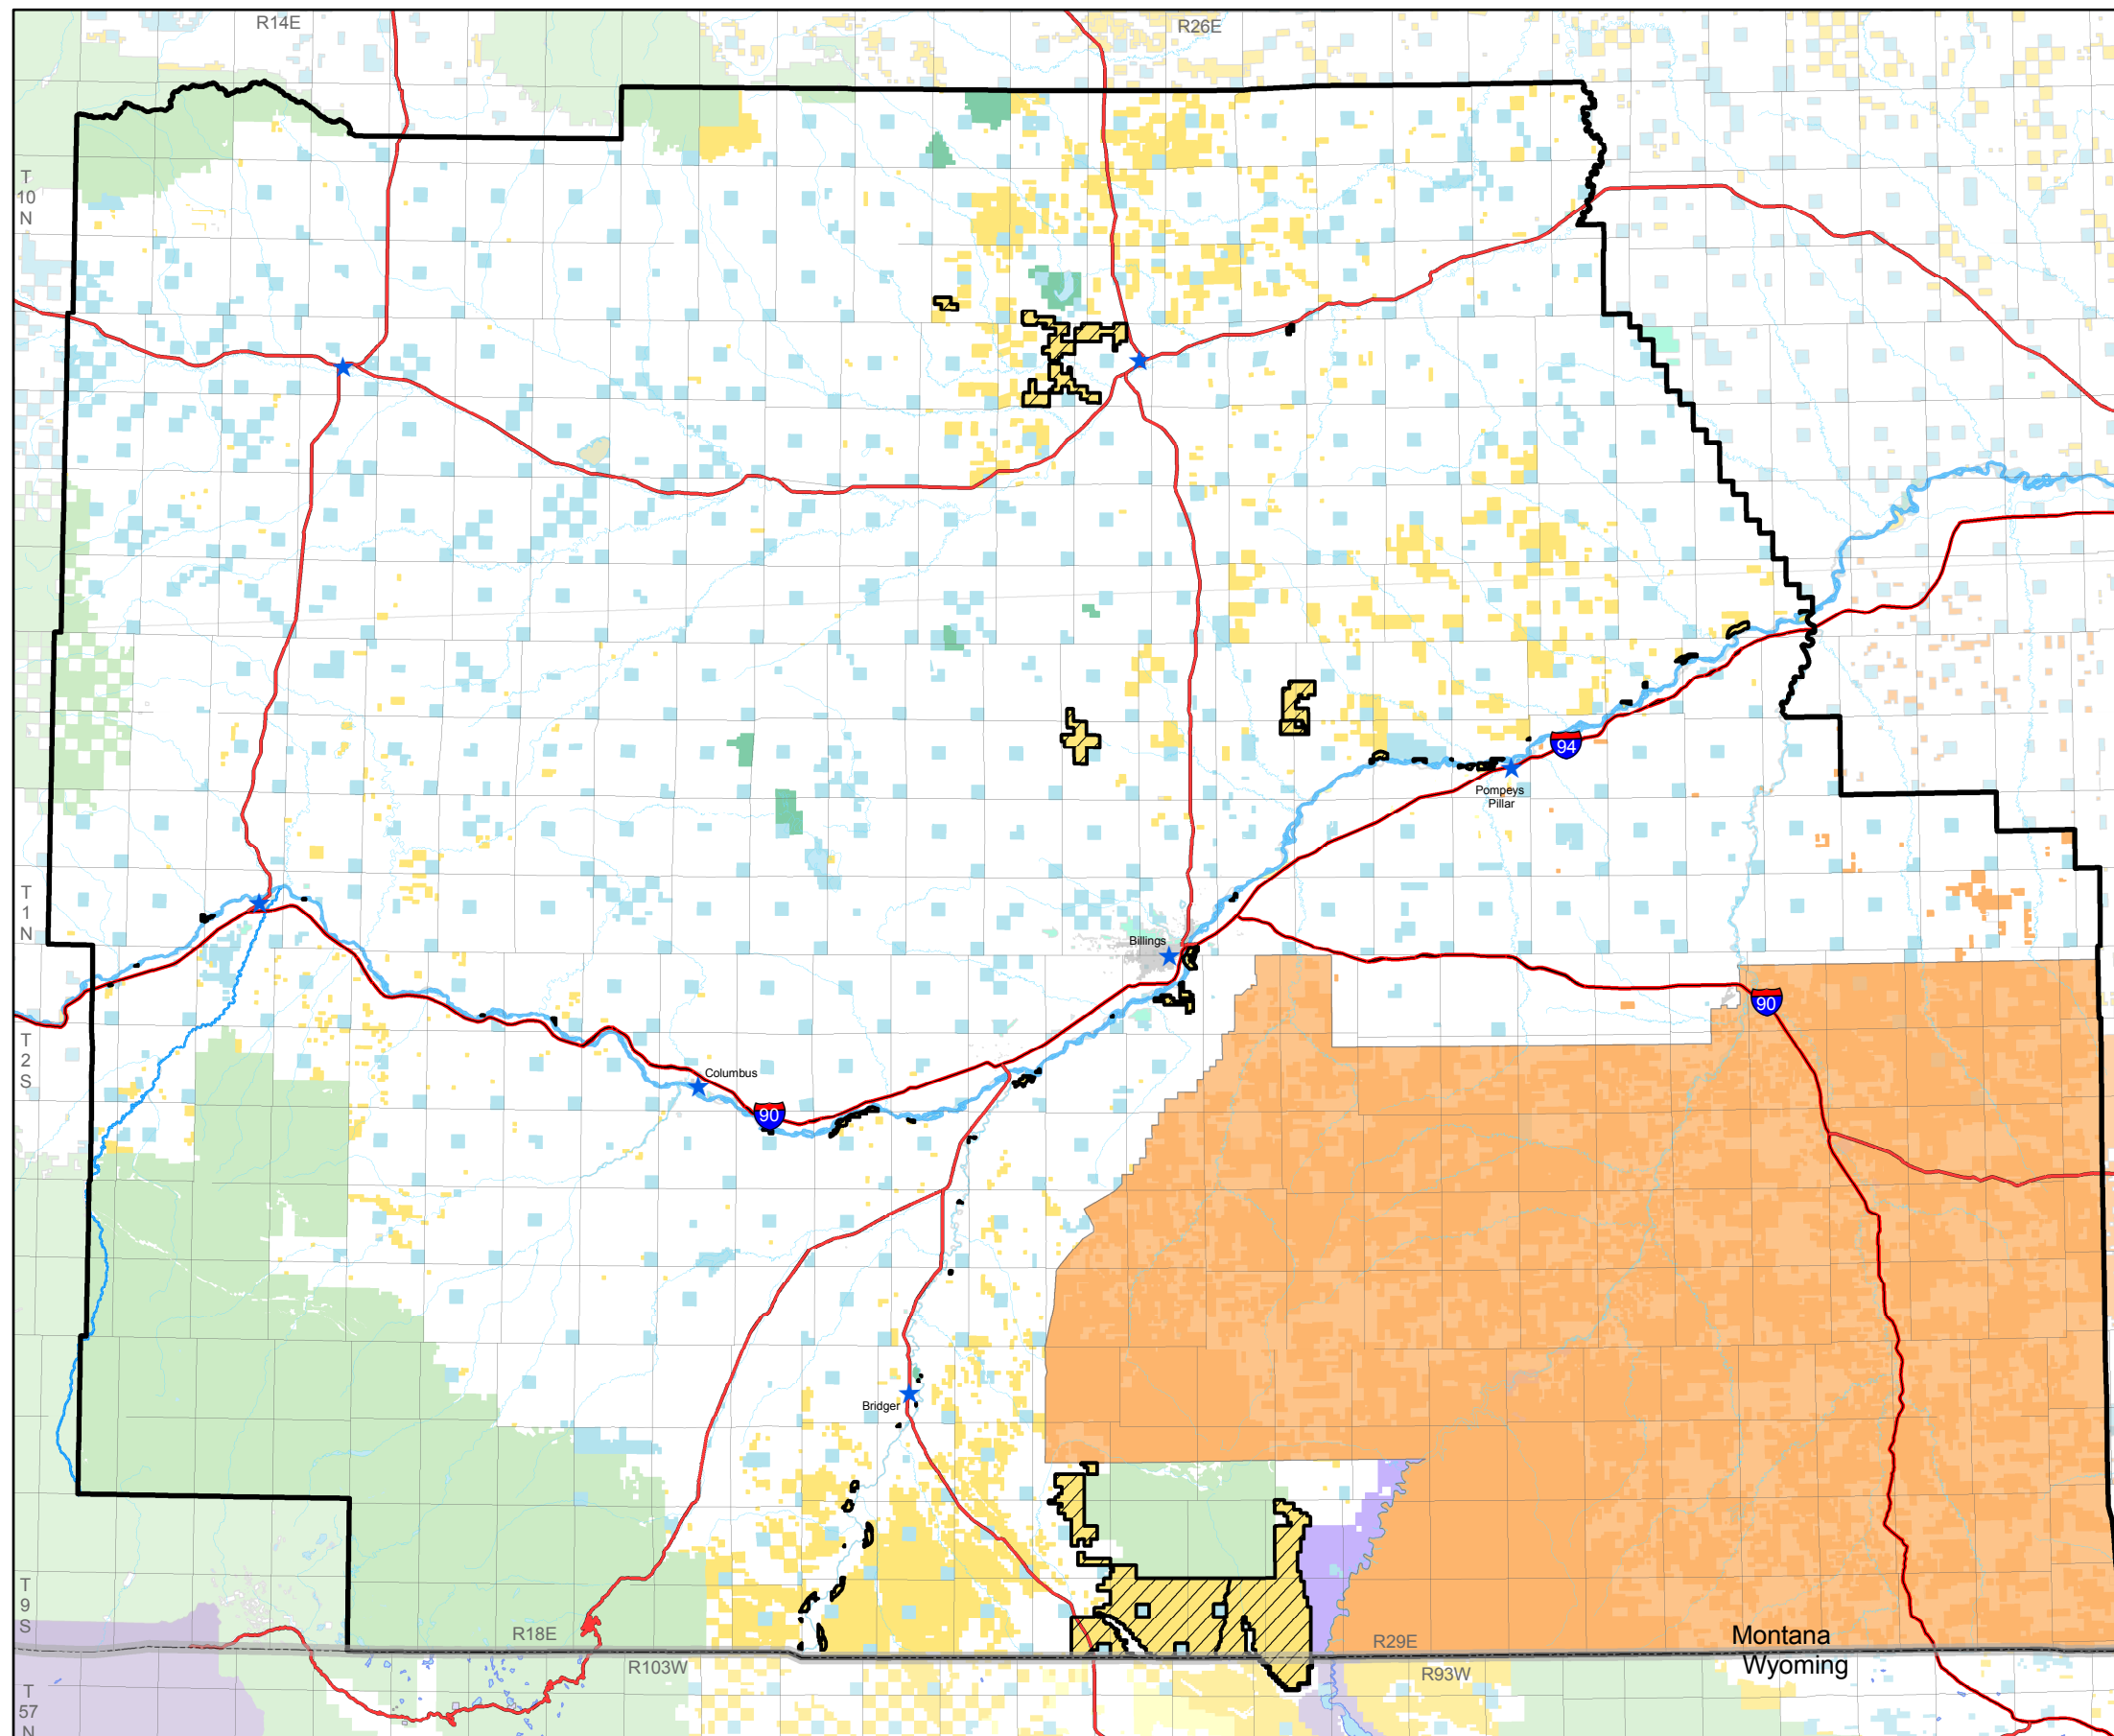 R14E
R26E
T
10
N
94
Pompeys
Pillar
T
1
N
Billings
90
T
2
S
Columbus
90
Bridger
T
9
S
R18E
R29E
Montana
R103W
R93W
Wyoming
T
57
N